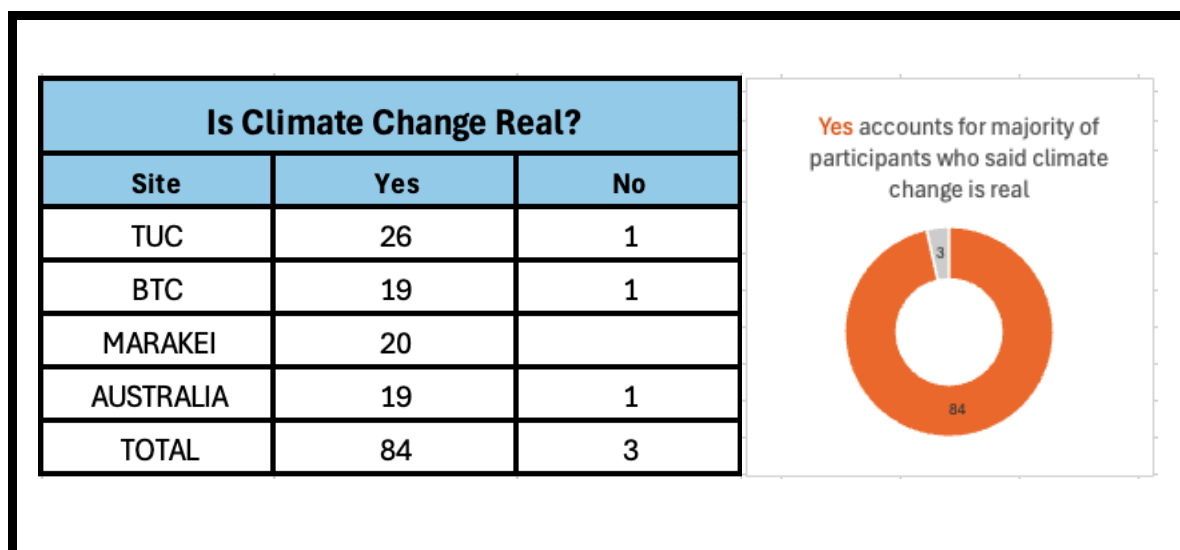 Is Climate Change Real?
Site Yes No
TUC 26 1
BTC 19 1
MARAKEI 20
AUSTRALIA 19 1
TOTAL 84 3
Yes accounts for majority of
participants who said climate
change is real
3
84